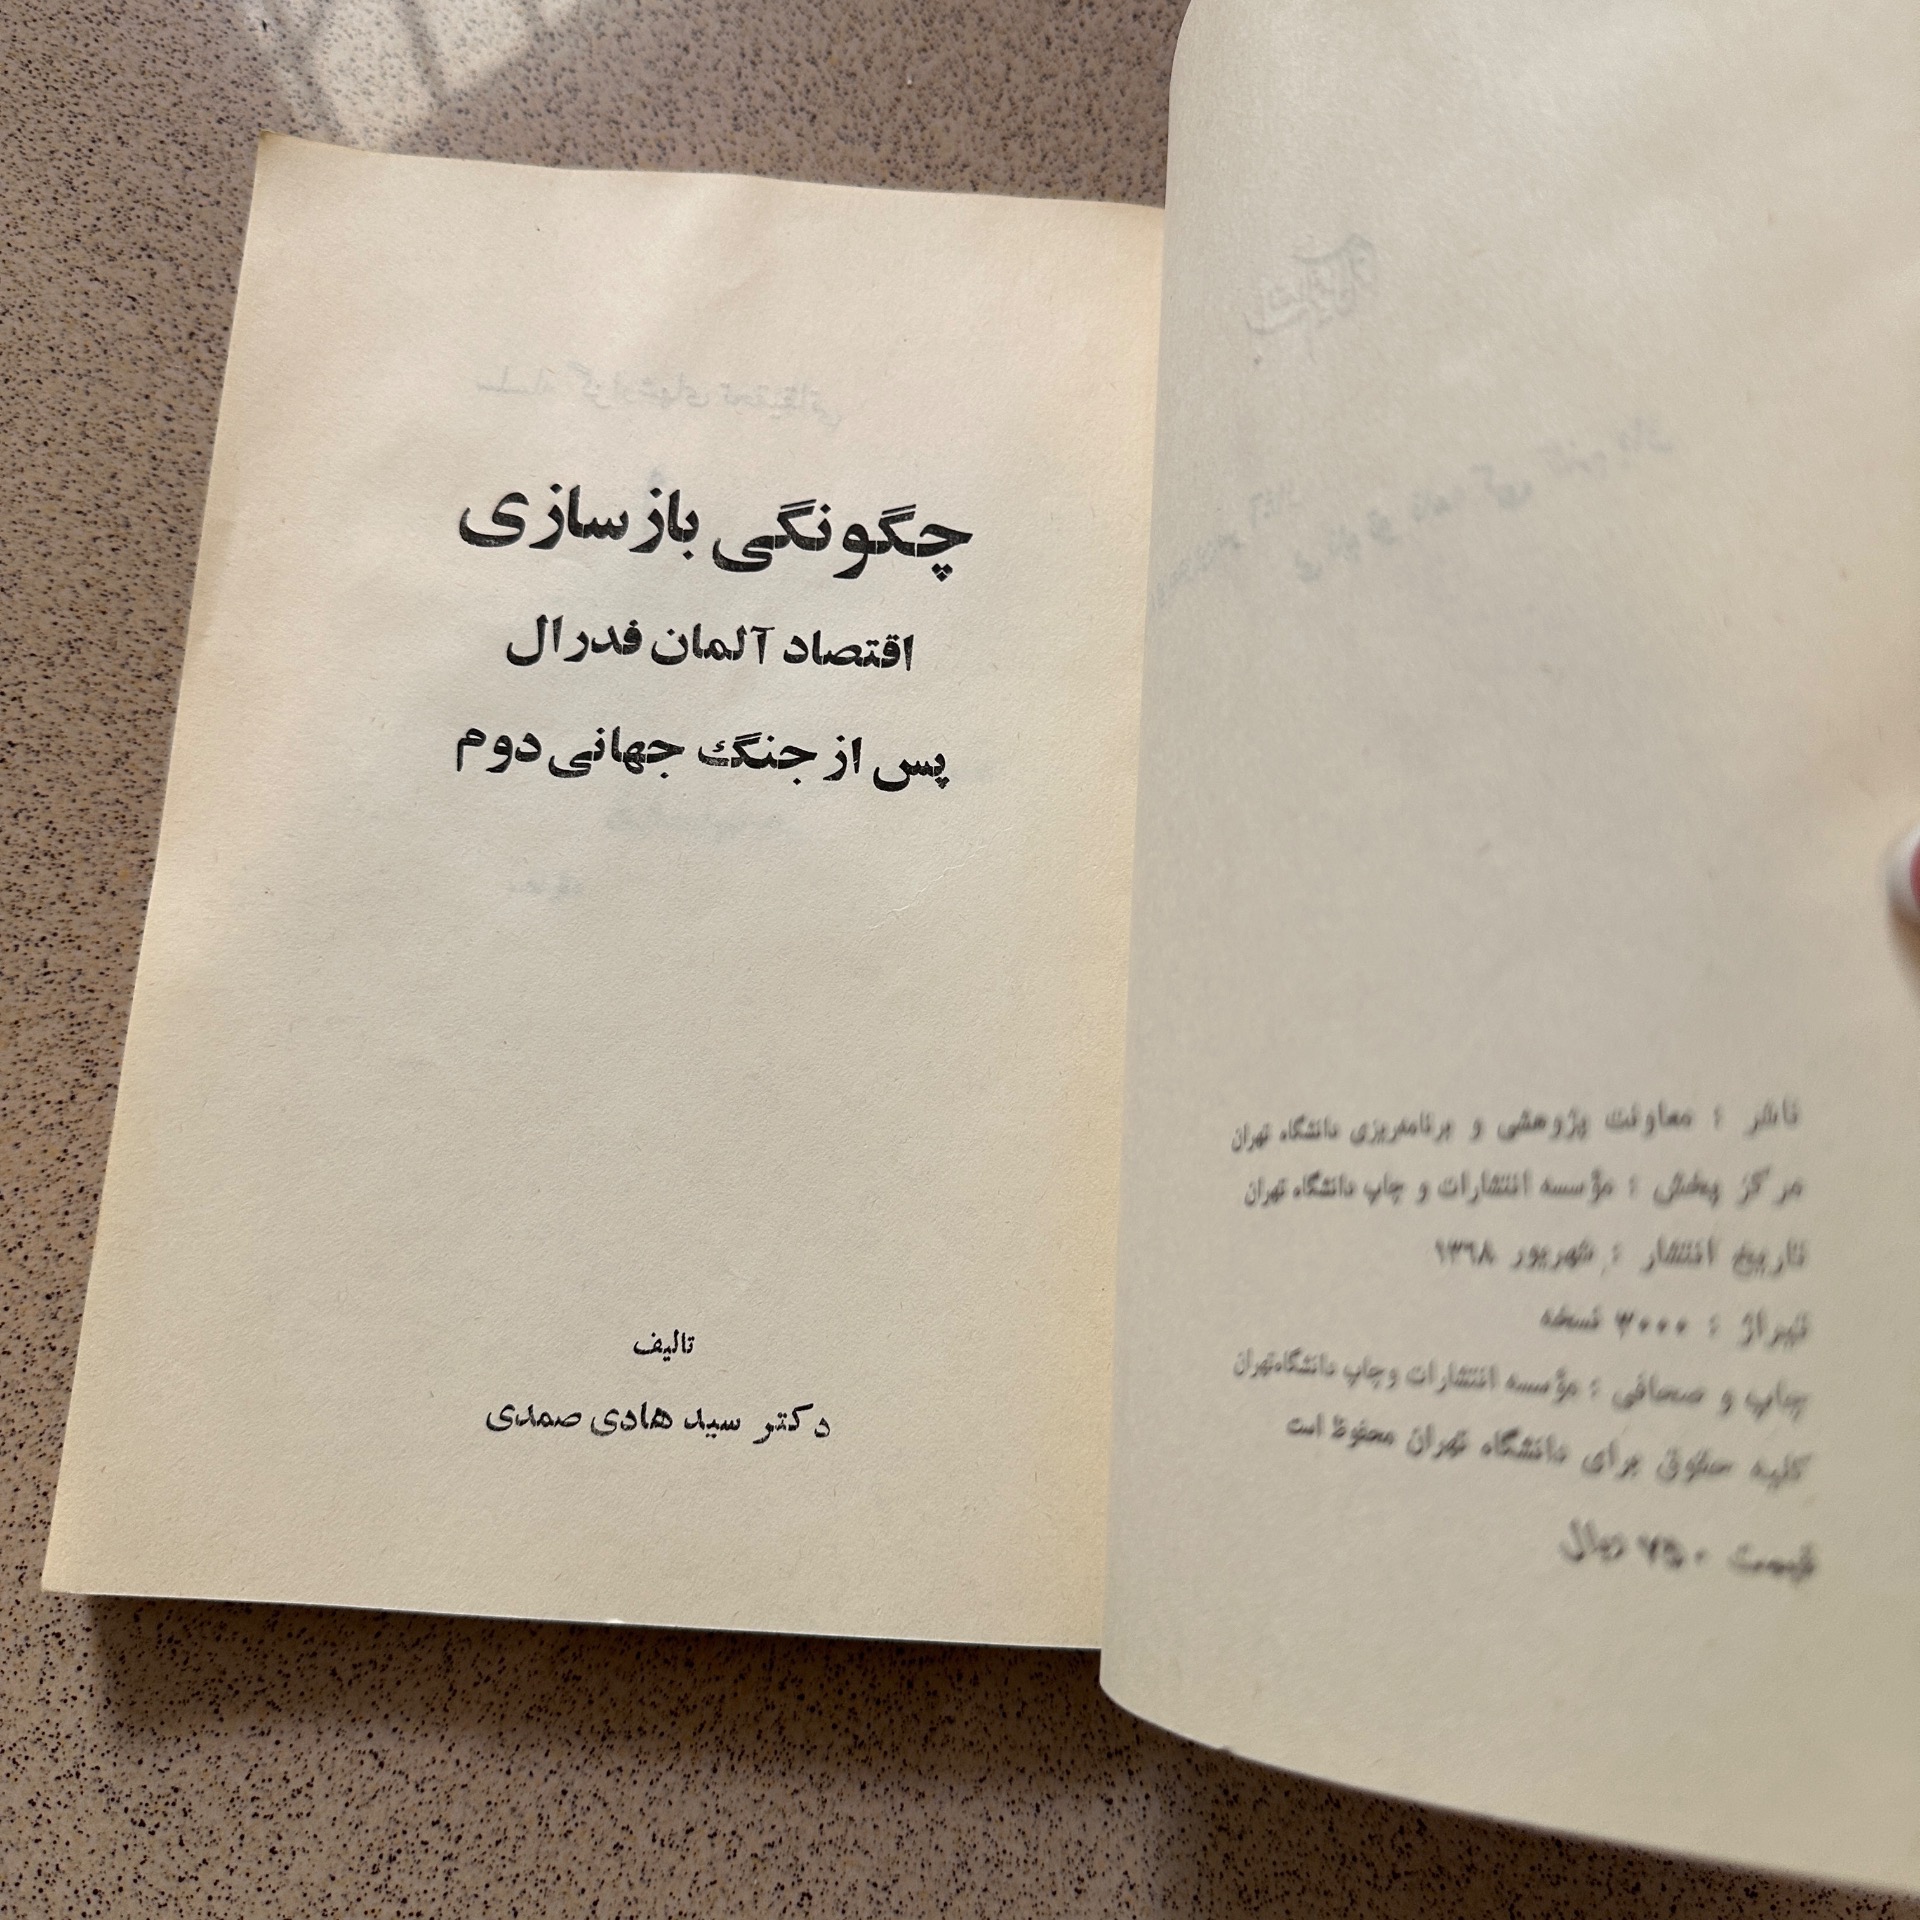 ناشر : معاونت پژوهشی و برنامه‌ریزی دانشگاه تهران
مرکز پخش : مؤسسه انتشارات و چاپ دانشگاه تهران
تاریخ انتشار : شهریور ۱۳۶۸
تیراژ : ۳۰۰۰ نسخه
چاپ و صحافی : مؤسسه انتشارات و چاپ دانشگاه تهران
کلیه حقوق برای دانشگاه تهران محفوظ است
قیمت ۷۵۰ ریال
چگونگی بازسازی
اقتصاد آلمان فدرال
پس از جنگ جهانی دوم
تالیف
دکتر سید هادی صمدی